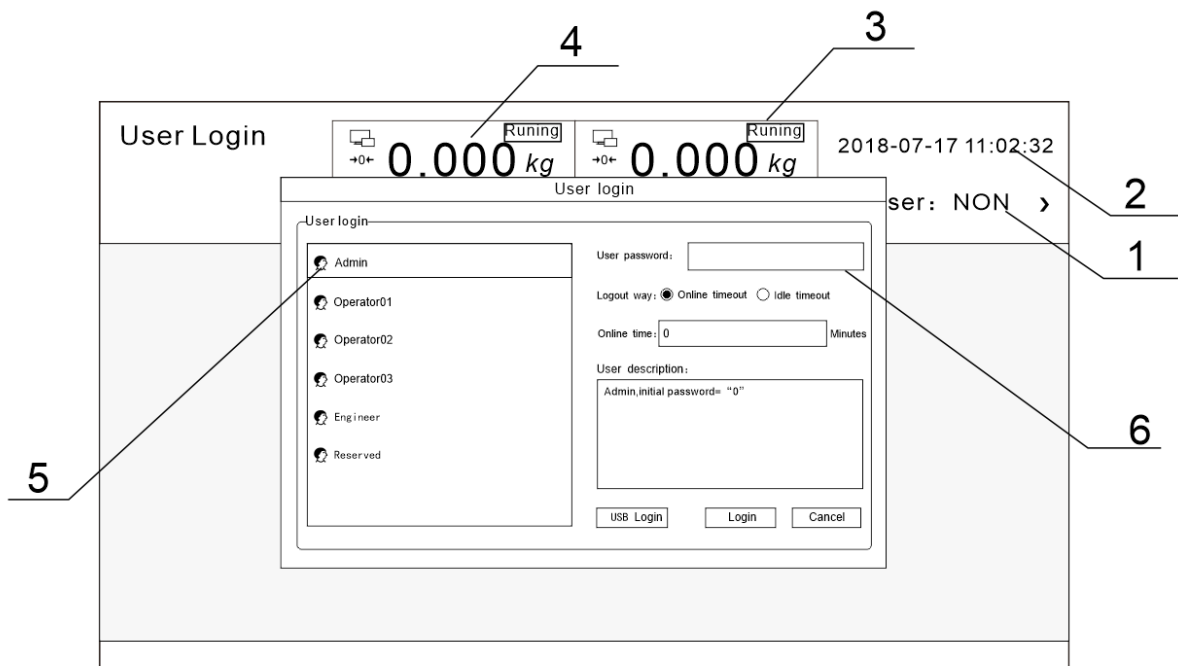 4
3
User Login
Runing
Runing
→0←
0.000 kg
→0←
0.000 kg
2018-07-17 11:02:32
2
User login
ser: NON ›
1
User login
Admin
User password:
Operator01
Logout way: Online timeout Idle timeout
Operator02
Online time: 0 Minutes
Operator03
User description:
Admin,initial password= “0”
Engineer
6
Reserved
5
USB Login
Login
Cancel